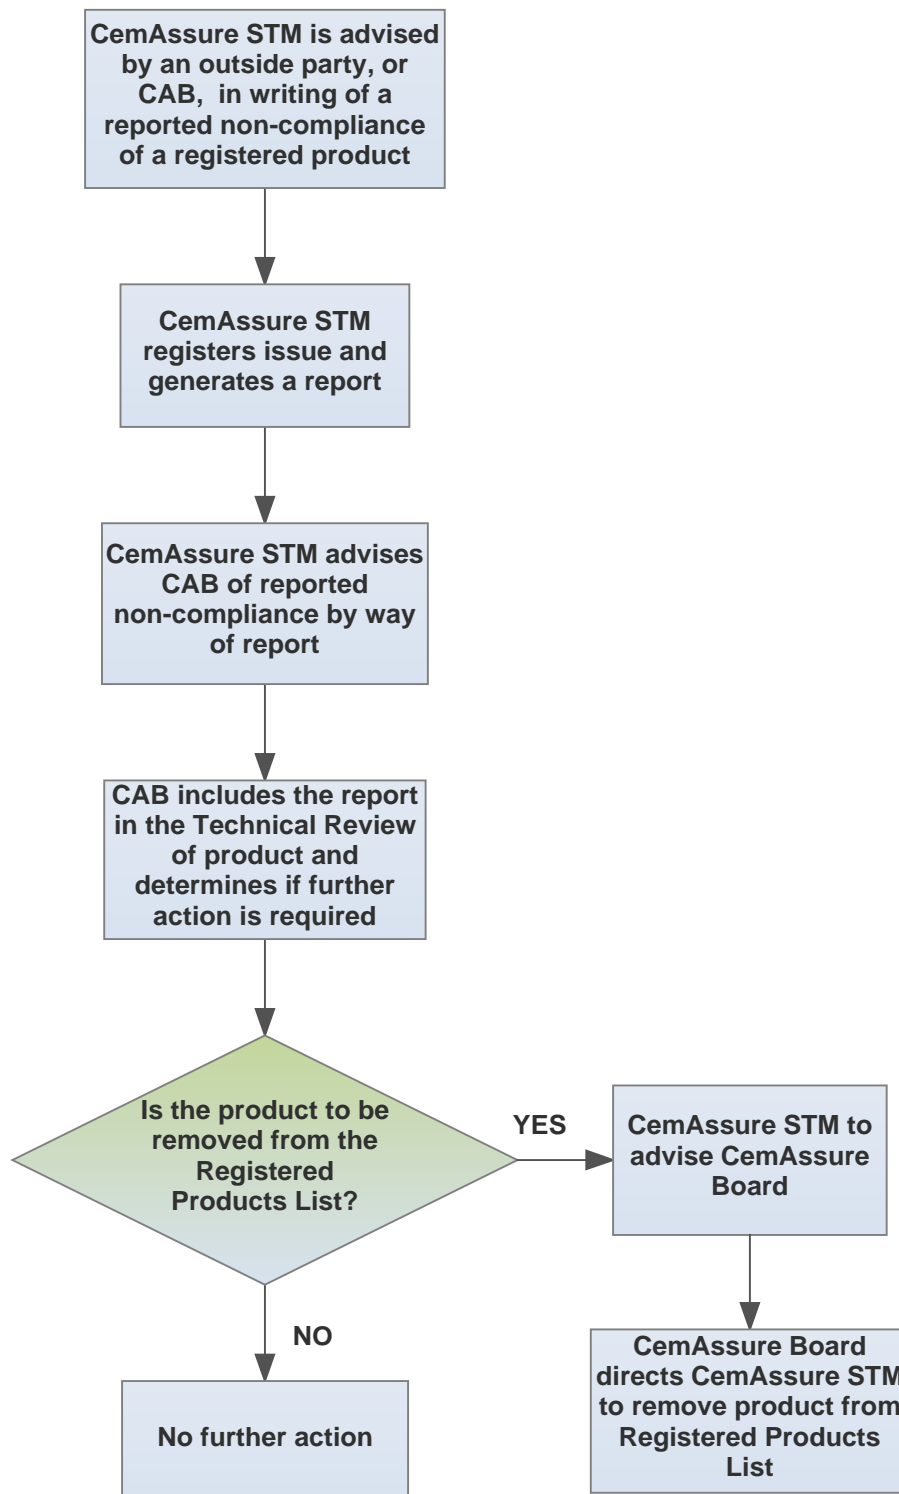 CemAssure STM is advised
by an outside party, or
CAB,  in writing of a
reported non-compliance
of a registered product
CemAssure STM
registers issue and
generates a report
CemAssure STM advises
CAB of reported
non-compliance by way
of report
CAB includes the report
in the Technical Review
of product and
determines if further
action is required
Is the product to be
removed from the
Registered
Products List?
YES
CemAssure STM to
advise CemAssure
Board
NO
No further action
CemAssure Board
directs CemAssure STM
to remove product from
Registered Products
List